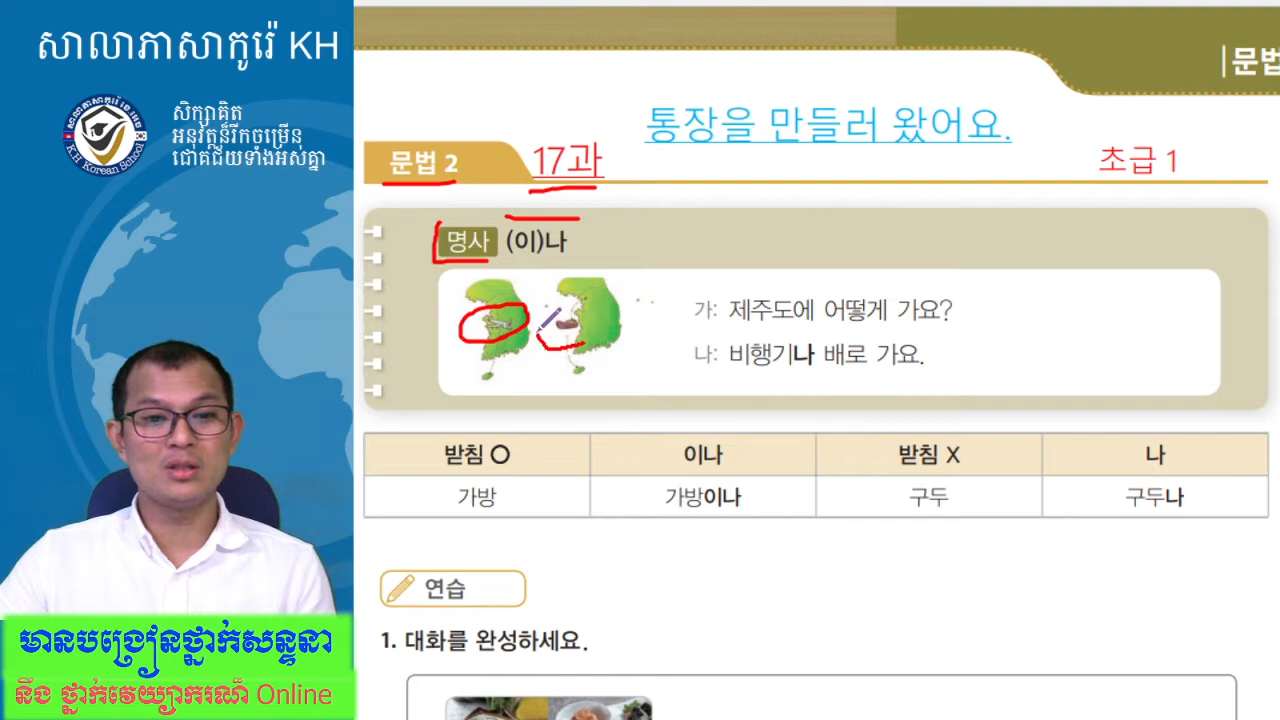 សាលាភាសាកូរ៉េ KH
សិក្សាគិត
អនុវត្តន៏រីកចម្រើន
ជោគជ័យទាំងអស់គ្នា
KH Korean School
មានបង្រៀនថ្នាក់សន្ទនា
នឹង ថ្នាក់វេយ្យាករណ៏ Online
통장을 만들러 왔어요.
문법 2
17과
초급 1
명사 (이)나
가: 제주도에 어떻게 가요?
나: 비행기나 배로 가요.
받침 O 이나 받침 X 나
가방 가방이나 구두 구두나
연습
1. 대화를 완성하세요.